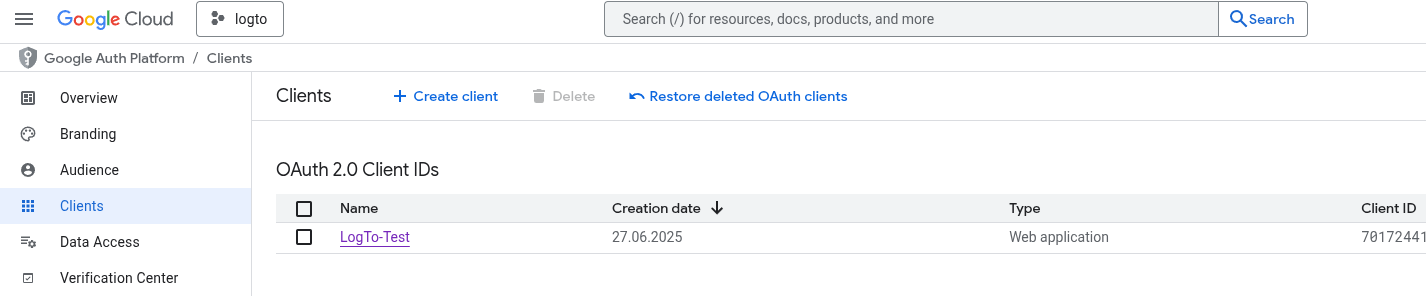 Google Cloud
logto
Search (/) for resources, docs, products, and more
Search
Google Auth Platform / Clients
Overview
Branding
Audience
Clients
Data Access
Verification Center
Clients
Create client
Delete
Restore deleted OAuth clients
OAuth 2.0 Client IDs
Name Creation date Type Client ID
LogTo-Test 27.06.2025 Web application 70172441